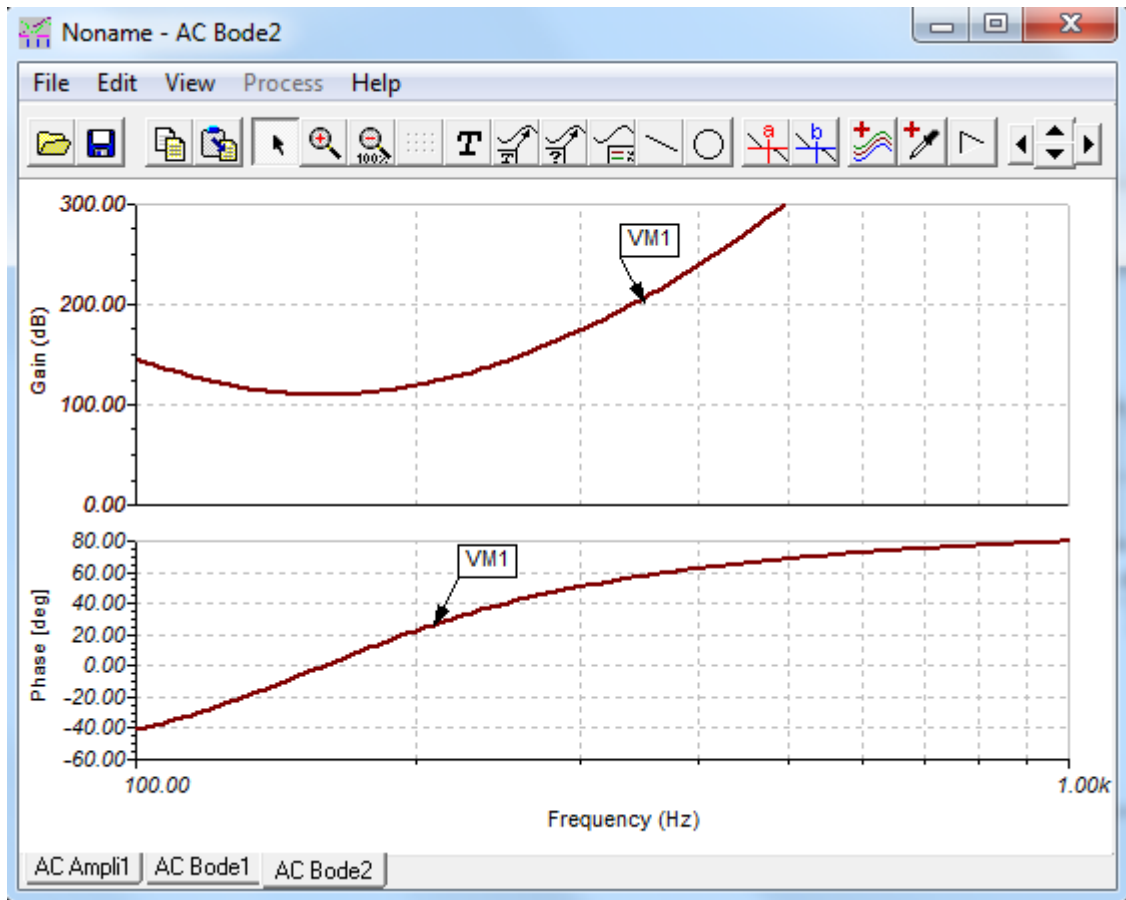 Noname - AC Bode2
File Edit View Process Help
100%
T
T
?
=x
a
b
300.00
VM1
200.00
Gain (dB)
100.00
0.00
80.00
VM1
60.00
40.00
20.00
Phase [deg]
0.00
-20.00
-40.00
-60.00
100.00
1.00k
Frequency (Hz)
AC Ampli1 AC Bode1 AC Bode2